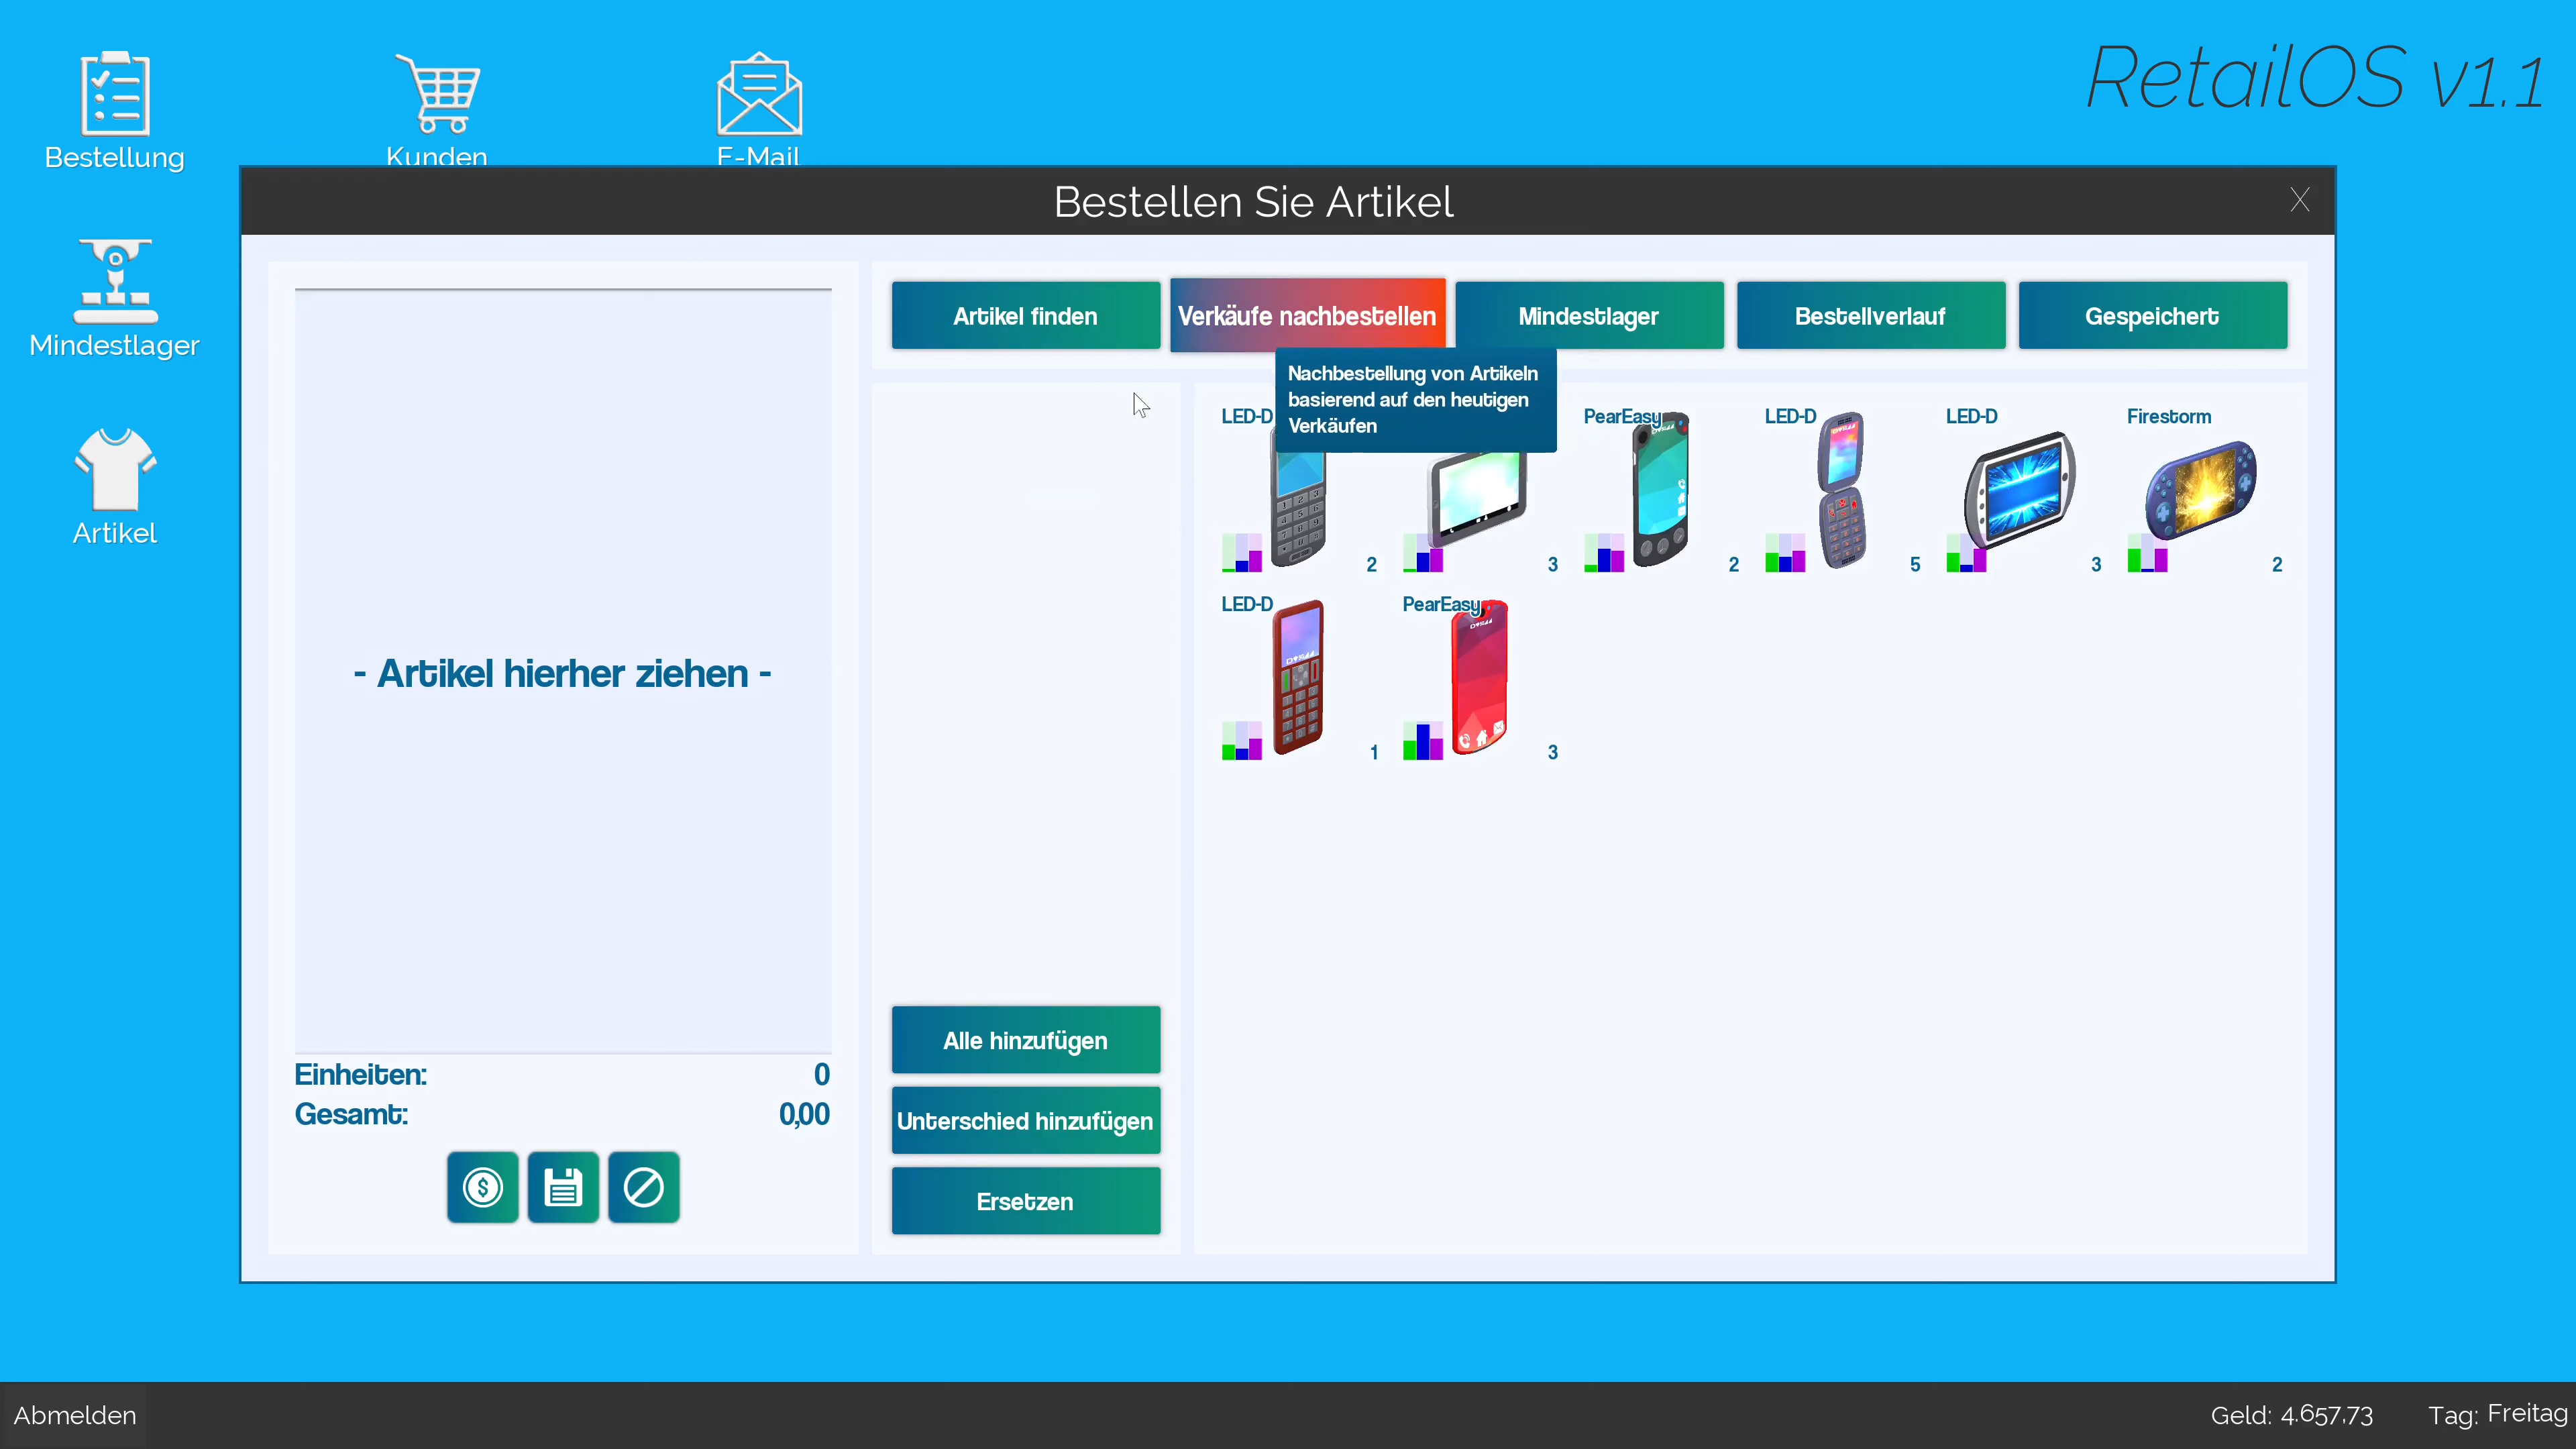 RetailOS v1.1
Bestellung
Kunden
E-Mail
Mindestlager
Artikel
Bestellen Sie Artikel
X
Artikel finden
Verkäufe nachbestellen
Mindestlager
Bestellverlauf
Gespeichert
Nachbestellung von Artikeln
basierend auf den heutigen
Verkäufen
LED-D
PearEasy
LED-D
LED-D
Firestorm
2
3
2
5
3
2
LED-D
PearEasy
1
3
- Artikel hierher ziehen -
Einheiten: 0
Gesamt: 0,00
Alle hinzufügen
Unterschied hinzufügen
Ersetzen
Abmelden
Geld: 4.657,73
Tag: Freitag